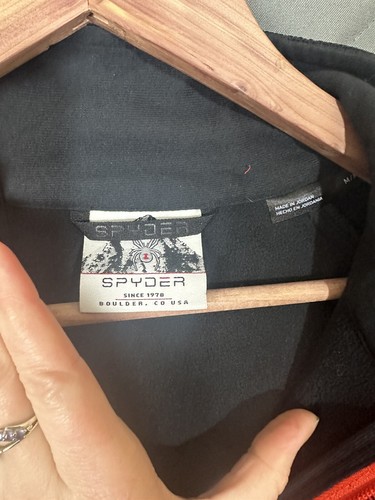 SPYDER
SPYDER
SINCE 1978
BOULDER, CO USA
MADE IN JORDAN
HECHO EN JORDANIA